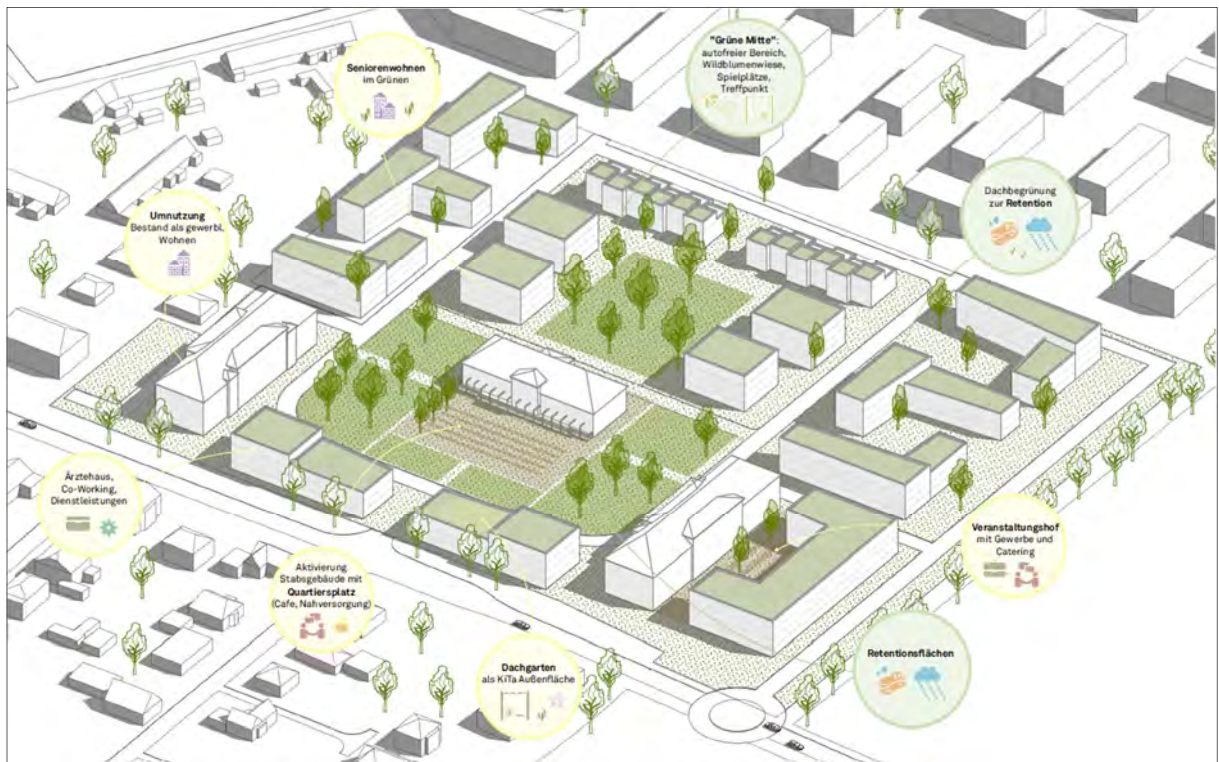 "Grüne Mitte":
autofreier Bereich,
Wildblumenwiese,
Spielplätze,
Treffpunkt
Seniorenwohnen
im Grünen
Dachbegrünung
zur Retention
Umnutzung
Bestand als gewerbl.
Wohnen
Ärztehaus,
Co-Working,
Dienstleistungen
Veranstaltungshof
mit Gewerbe und
Catering
Aktivierung
Stabsgebäude mit
Quartiersplatz
(Cafe, Nahversorgung)
Retentionsflächen
Dachgarten
als KiTa Außenfläche